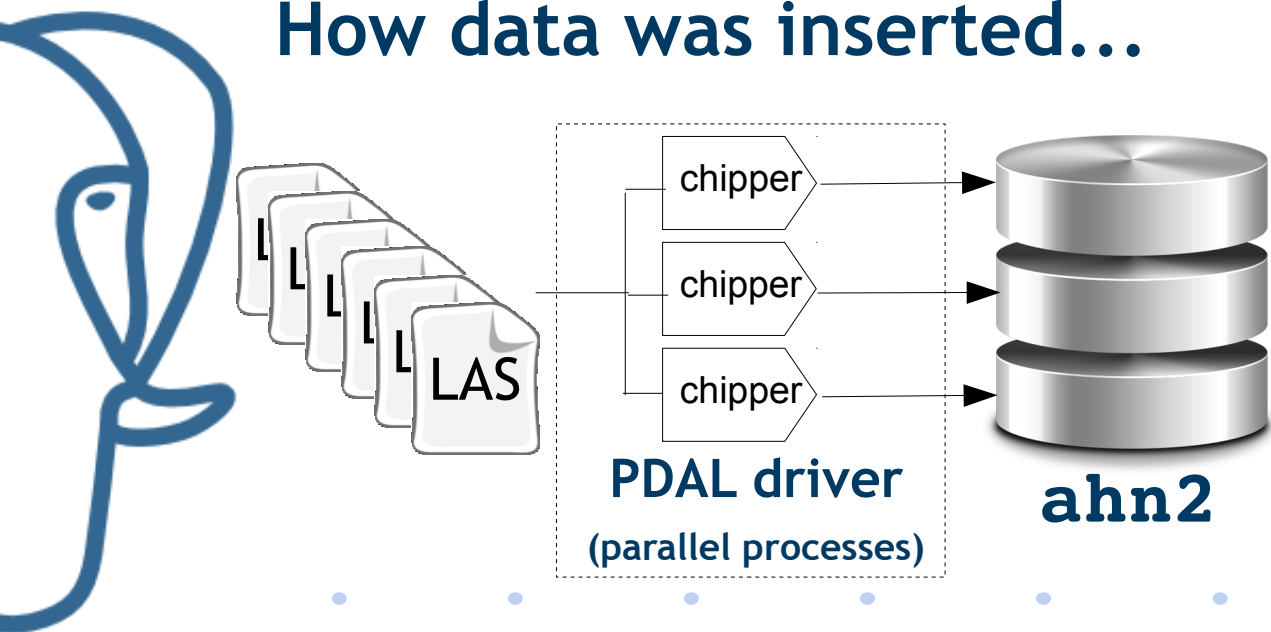 How data was inserted...
L
L
L
L
L
LAS
chipper
chipper
chipper
PDAL driver
(parallel processes)
ahn2